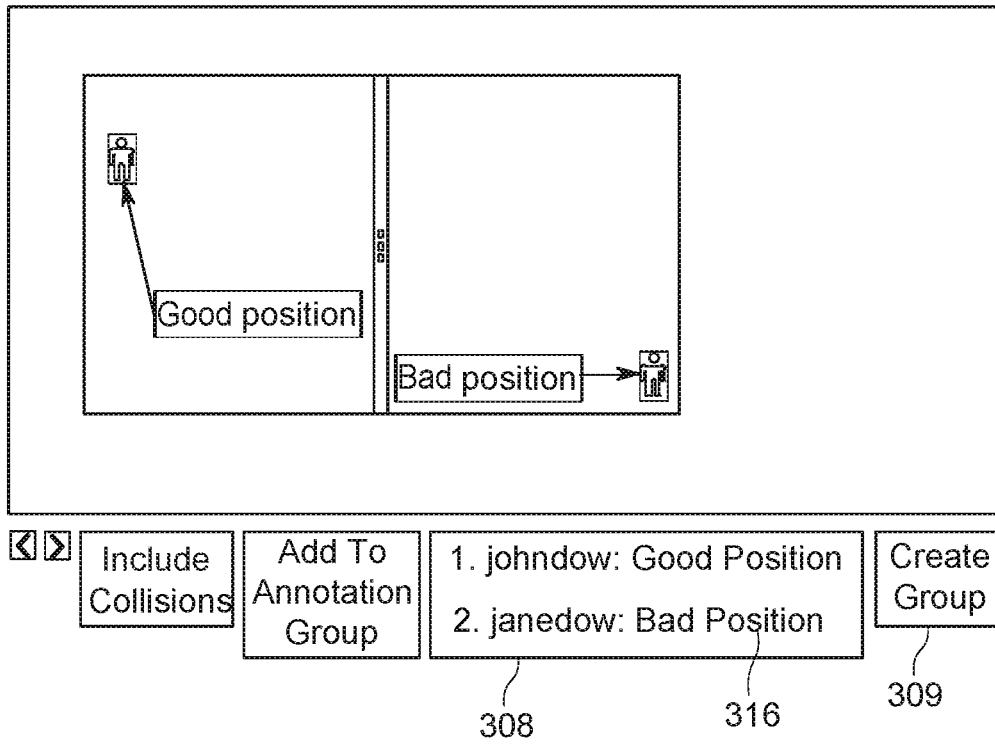 Good position
Bad position
Include
Collisions
Add To
Annotation
Group
1. johndow: Good Position
2. janedow: Bad Position
Create
Group
308
316
309